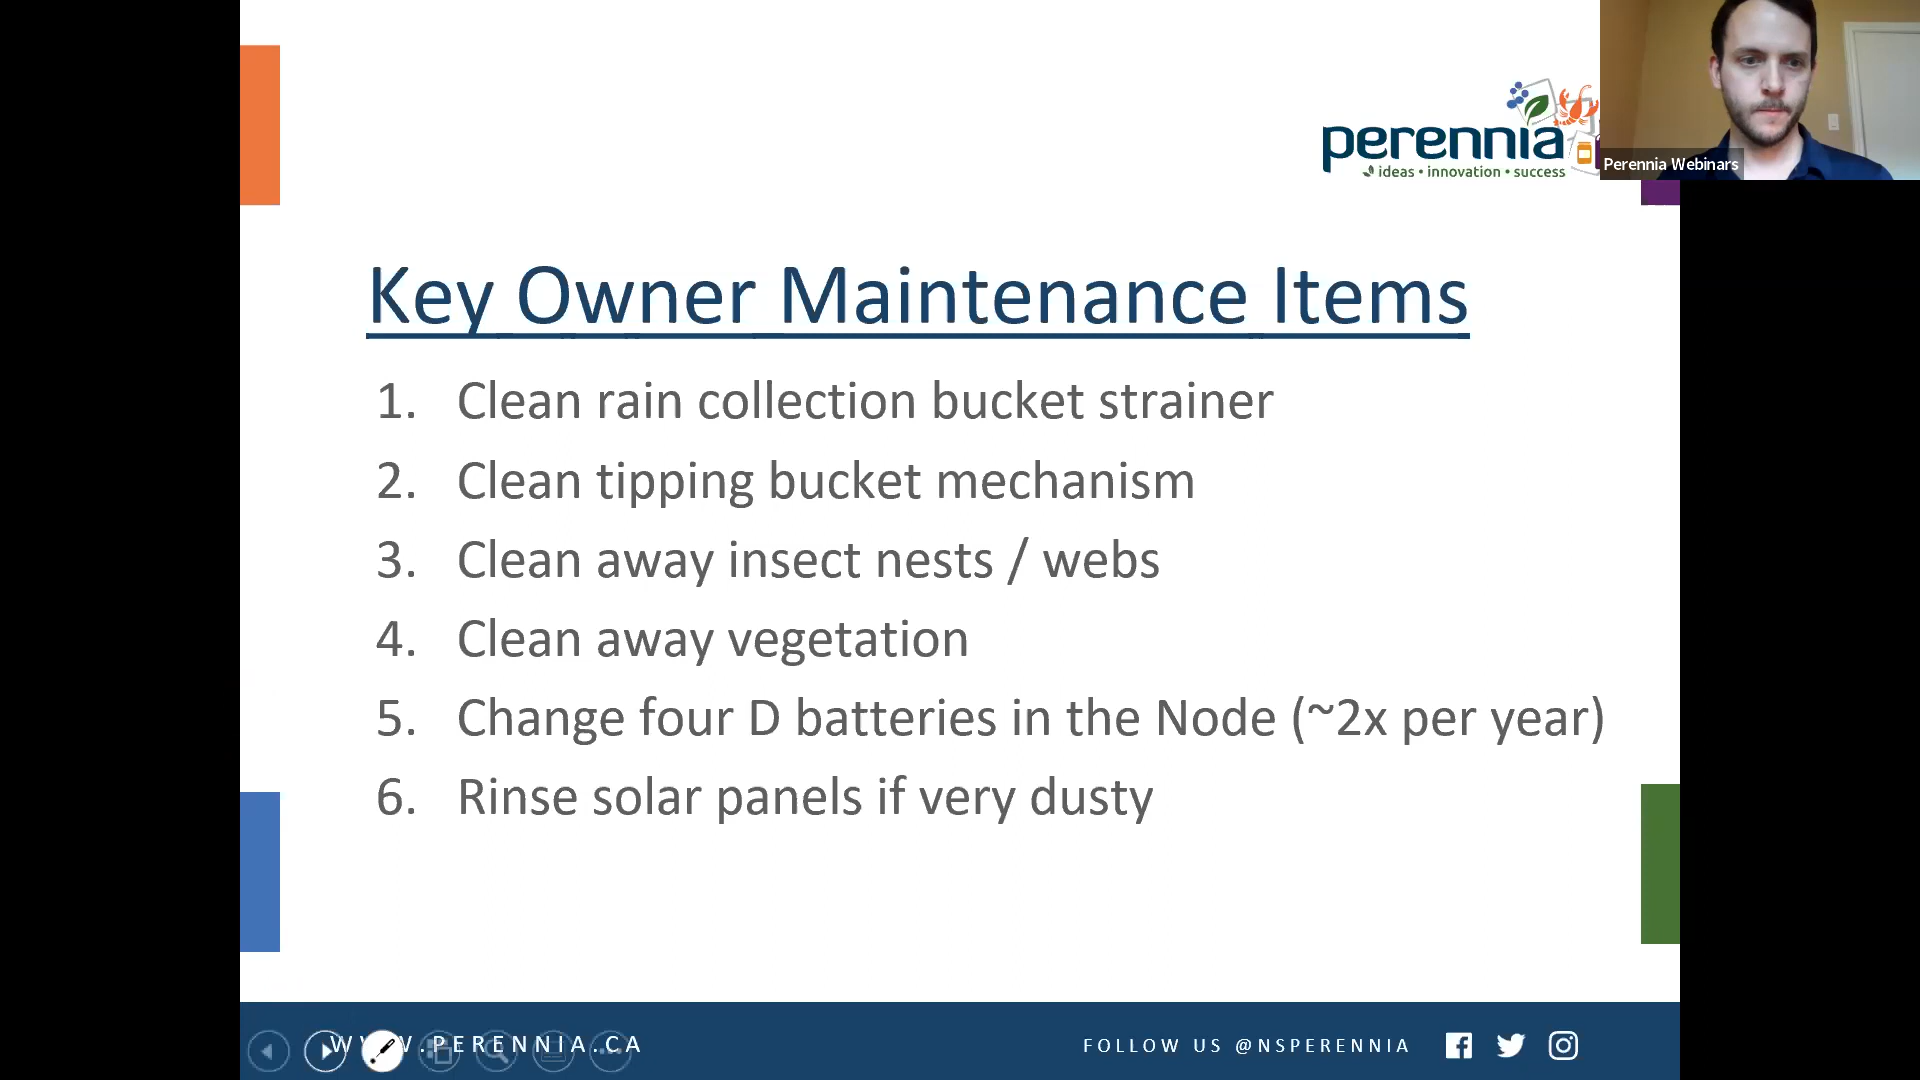 perennia
ideas • innovation • success
Perennia Webinars
Key Owner Maintenance Items
1. Clean rain collection bucket strainer
2. Clean tipping bucket mechanism
3. Clean away insect nests / webs
4. Clean away vegetation
5. Change four D batteries in the Node (~2x per year)
6. Rinse solar panels if very dusty
WWW.PERENNIA.CA
FOLLOW US @NSPERENNIA